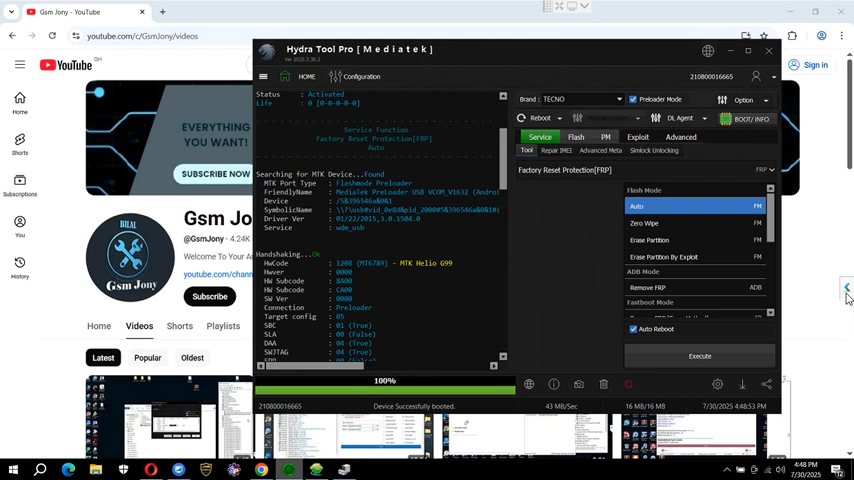 (1) Gsm Jony - YouTube
youtube.com/c/GsmJony/videos
YouTube
Sign in
Home
Shorts
Subscriptions
You
History
EVERYTHING
YOU WANT!
SUBSCRIBE NOW
BILAL
Gsm Jony
Gsm Jo
@GsmJony • 4.24K
Welcome To As
youtube.com/chann
Subscribe
Home Videos Shorts Playlists
Latest Popular Oldest
Hydra Tool Pro [ Mediatek ]
Ver 2025.7.30.2
HOME Configuration 210800016665
Status : Activated
Life : 0 [0-0-0-0-0]
Service Function
Factory Reset Protection[FRP]
Auto
Searching for MTK Device...Found
MTK Port Type : Flashmode Preloader
FriendlyName : MediaTek PreLoader USB VCOM_V1632 (Andro
Device : /5&396546a&0&1
SymbolicName : \\?\usb#vid_0e8d&pid_2000#5&396546a&0&1#{
Driver Ver : 01/22/2015,3.0.1504.0
Service : wdm_usb
Handshaking...Ok
HwCode : 1208 {MT6789} - MTK Helio G99
Hwver : 0000
HW Subcode : 8A00
HW Subcode : CA00
SW Ver : 0000
Connection : Preloader
Target config : 05
SBC : 01 (True)
SLA : 00 (False)
DAA : 04 (True)
SWJTAG : 04 (True)
Brand : TECNO Preloader Mode Option
Reboot DL Agent BOOT/ INFO
Service Flash PM Exploit Advanced
Tool Repair IMEI Advanced Meta Simlock Unlocking
Factory Reset Protection[FRP] FRP
Flash Mode
Auto FM
Zero Wipe FM
Erase Partition FM
Erase Partition By Exploit FM
ADB Mode
Remove FRP ADB
Fastboot Mode
Auto Reboot
Execute
100%
210800016665 Device Successfully booted. 43 MB/Sec 16 MB/16 MB 7/30/2025 4:48:53 PM
4:48 PM
7/30/2025
12